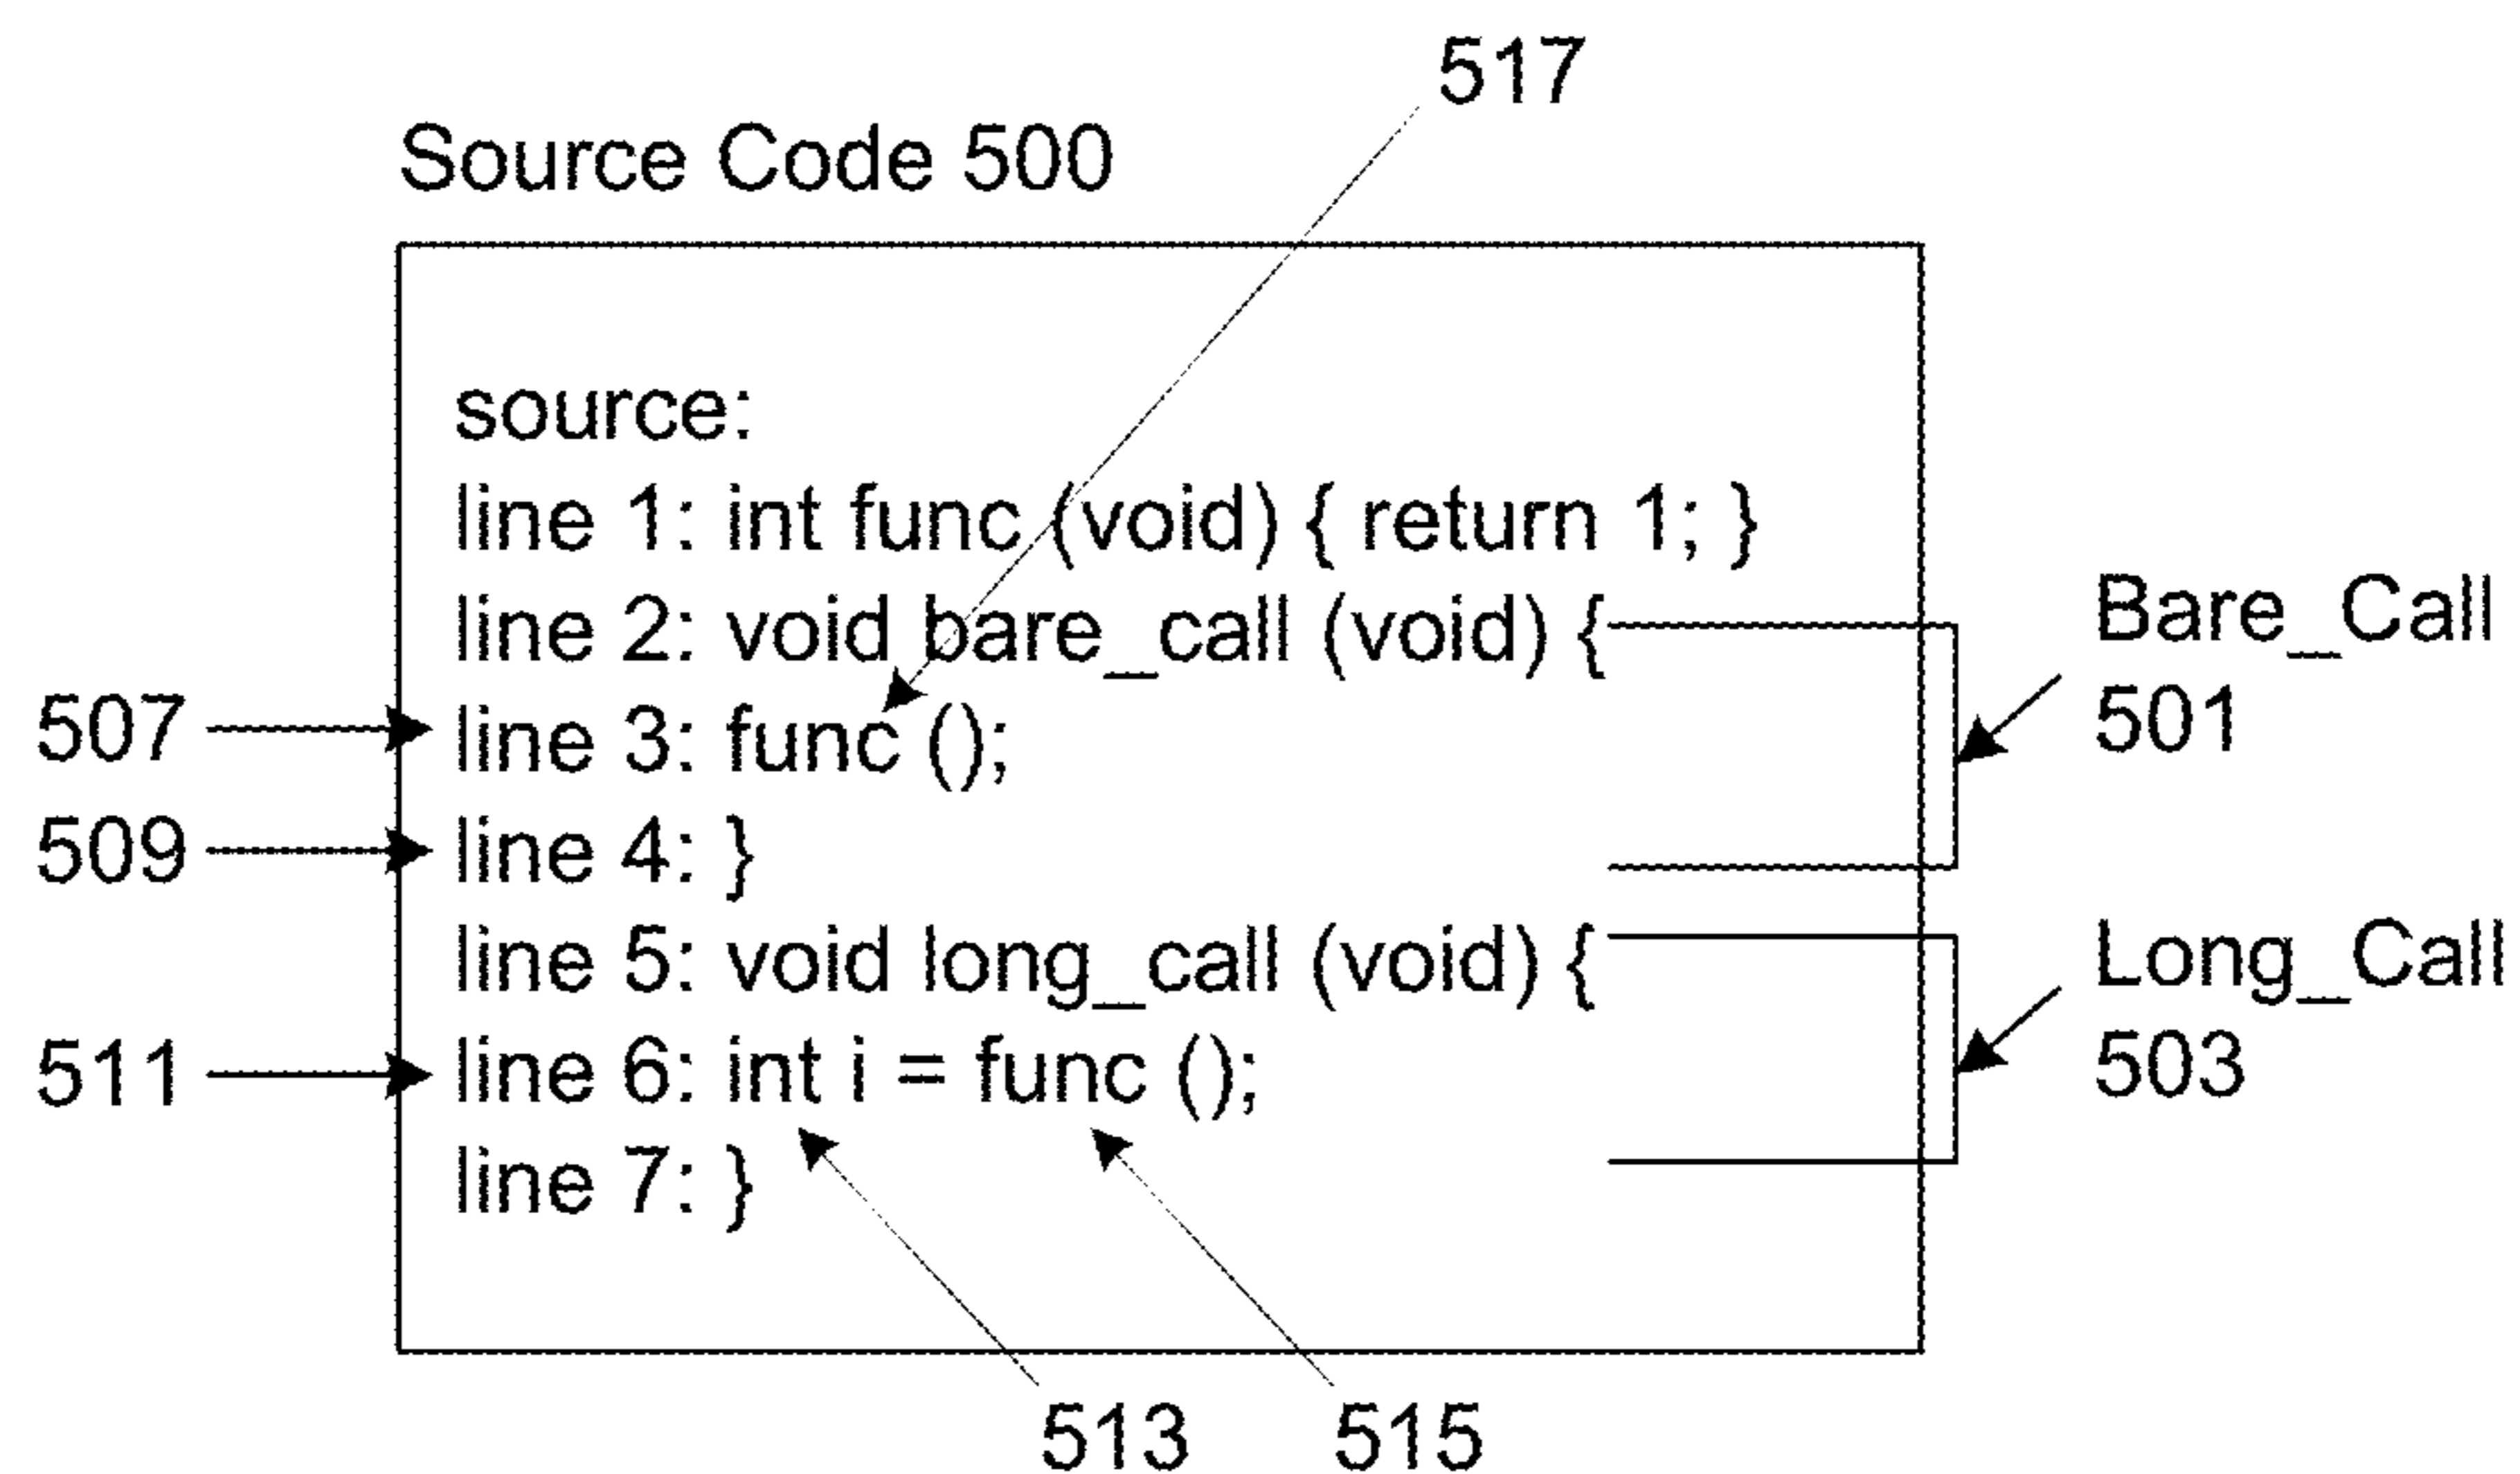 517
Source Code 500
source:
line 1: int func (void) { return 1; }
line 2: void bare_call (void) {
Bare_Call
501
507
line 3: func ();
509
line 4: }
line 5: void long_call (void) {
Long_Call
503
511
line 6: int i = func ();
line 7: }
513
515